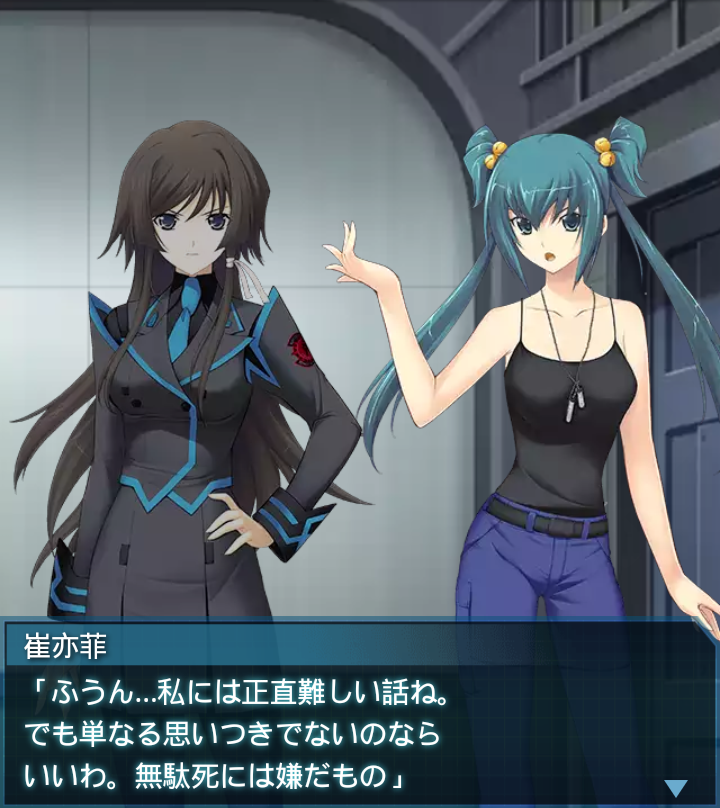 崔亦菲
「ふうん…私には正直難しい話ね。
でも単なる思いつきでないのなら
いいわ。無駄死には嫌だもの」